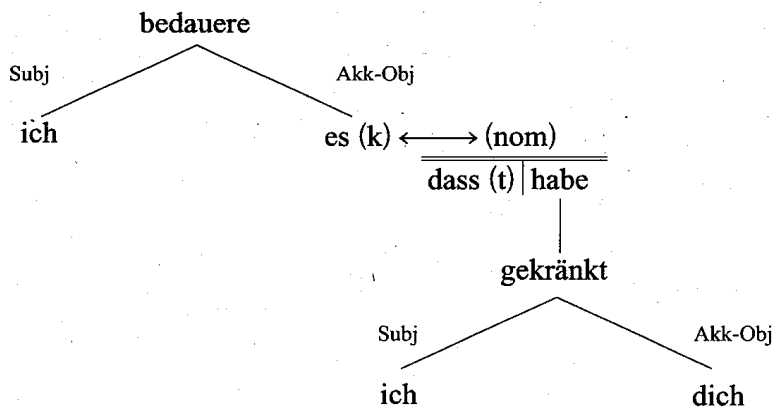 bedauere
Subj Akk-Obj
ich es (k) (nom)
dass (t) habe
gekränkt
Subj Akk-Obj
ich dich